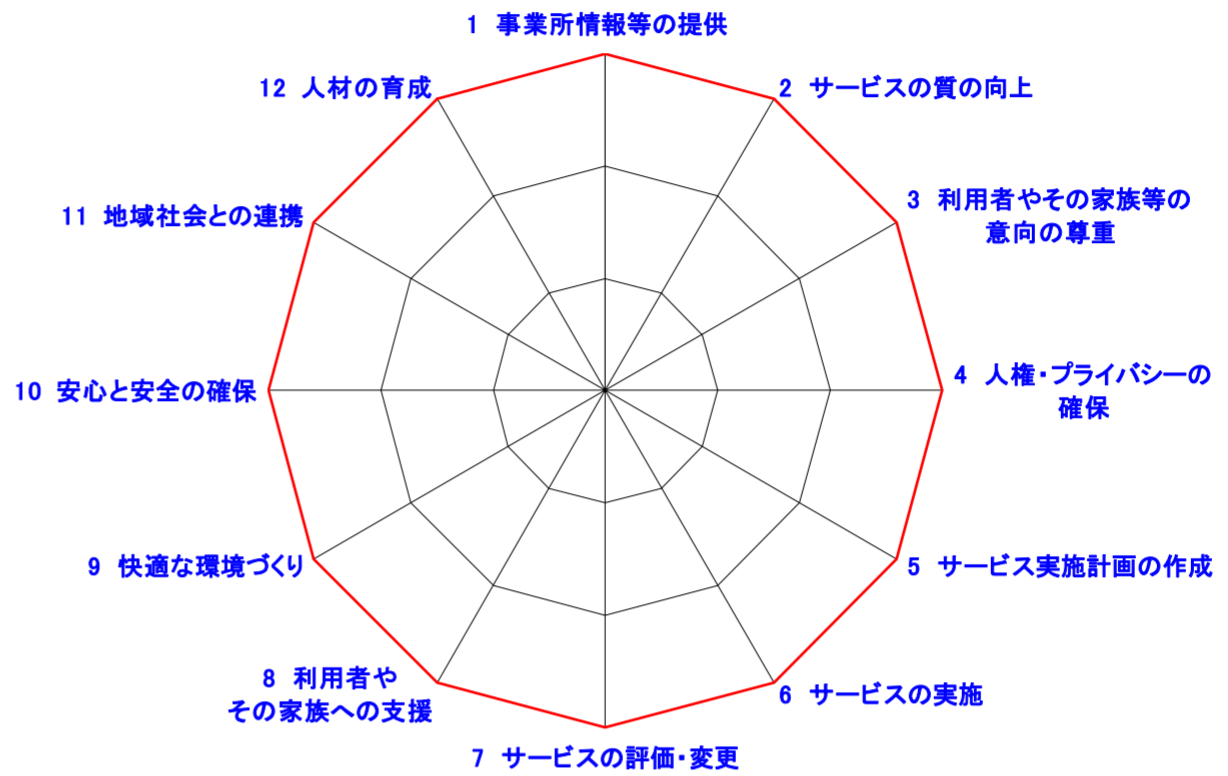 1 事業所情報等の提供
2 サービスの質の向上
3 利用者やその家族等の
意向の尊重
4 人権・プライバシーの
確保
5 サービス実施計画の作成
6 サービスの実施
7 サービスの評価・変更
8 利用者や
その家族への支援
9 快適な環境づくり
10 安心と安全の確保
11 地域社会との連携
12 人材の育成